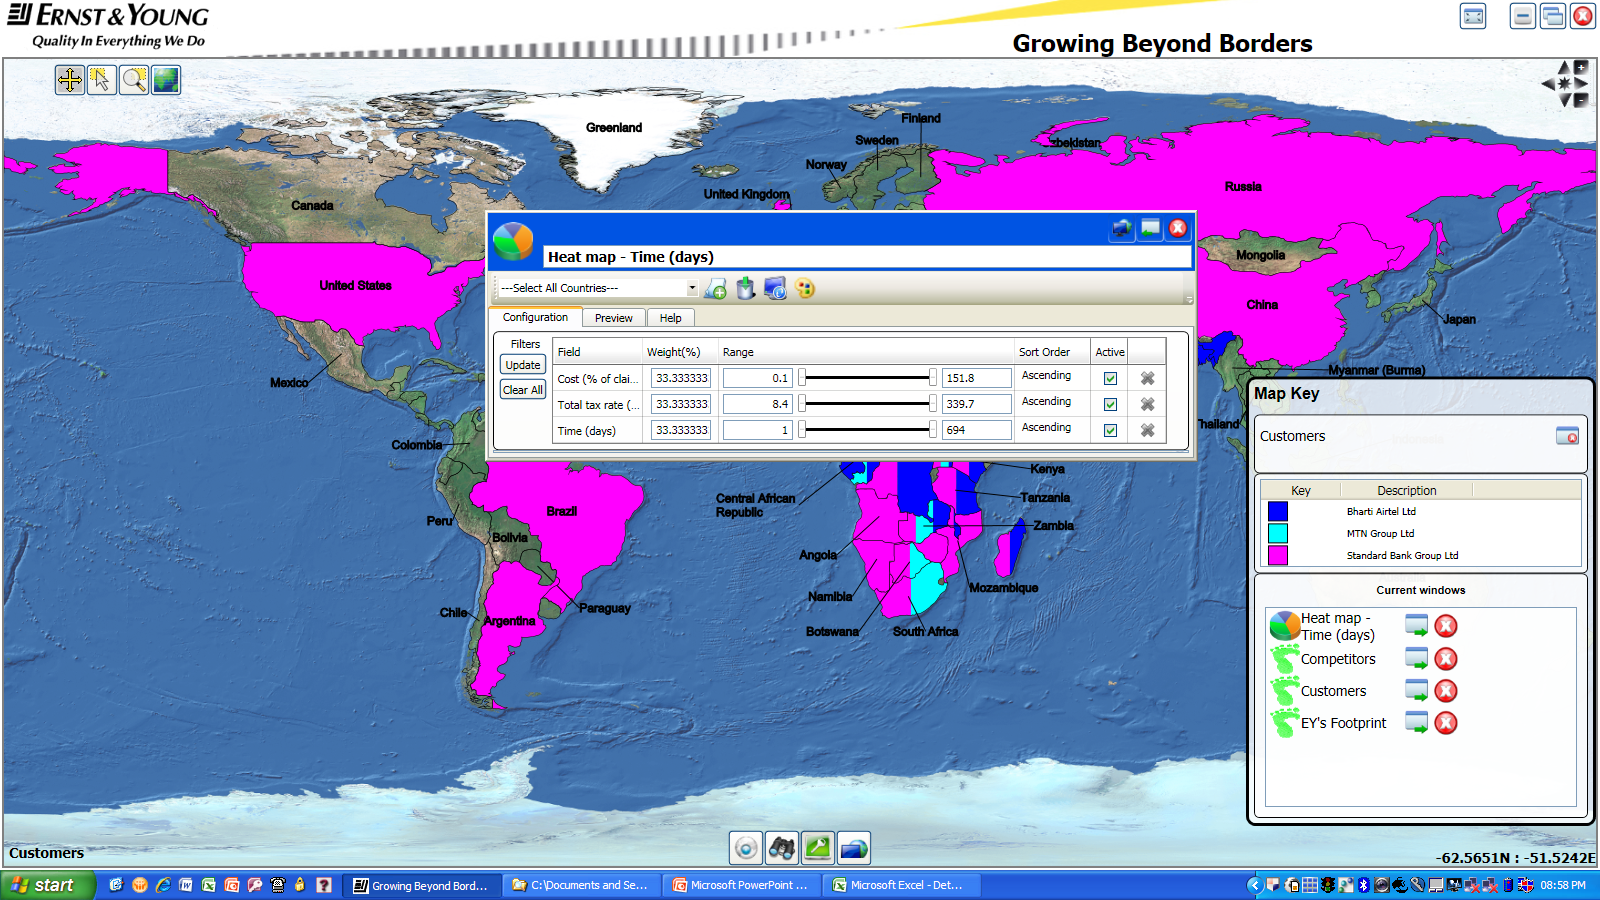 ERNST & YOUNG
Quality In Everything We Do
Growing Beyond Borders
Greenland
Finland
Sweden
Norway
zbekistan
United Kingdom
Russia
Canada
United States
Mongolia
China
Japan
Mexico
Myanmar (Burma)
Thailand
Colombia
Peru
Brazil
Bolivia
Chile
Argentina
Paraguay
Kenya
Central African
Republic
Tanzania
Zambia
Angola
Mozambique
Namibia
Botswana
South Africa
Heat map - Time (days)
---Select All Countries---
Configuration
Preview
Help
Filters
Update
Clear All
Field Weight(%) Range Sort Order Active
Cost (% of clai... 33.333333 0.1 151.8 Ascending
Total tax rate (... 33.333333 8.4 339.7 Ascending
Time (days) 33.333333 1 694 Ascending
Map Key
Customers
Key Description
Bharti Airtel Ltd
MTN Group Ltd
Standard Bank Group Ltd
Current windows
Heat map -
Time (days)
Competitors
Customers
EY's Footprint
Customers
-62.5651N : -51.5242E
start
Growing Beyond Bord...
C:\Documents and Se...
Microsoft PowerPoint ...
Microsoft Excel - Det...
08:58 PM